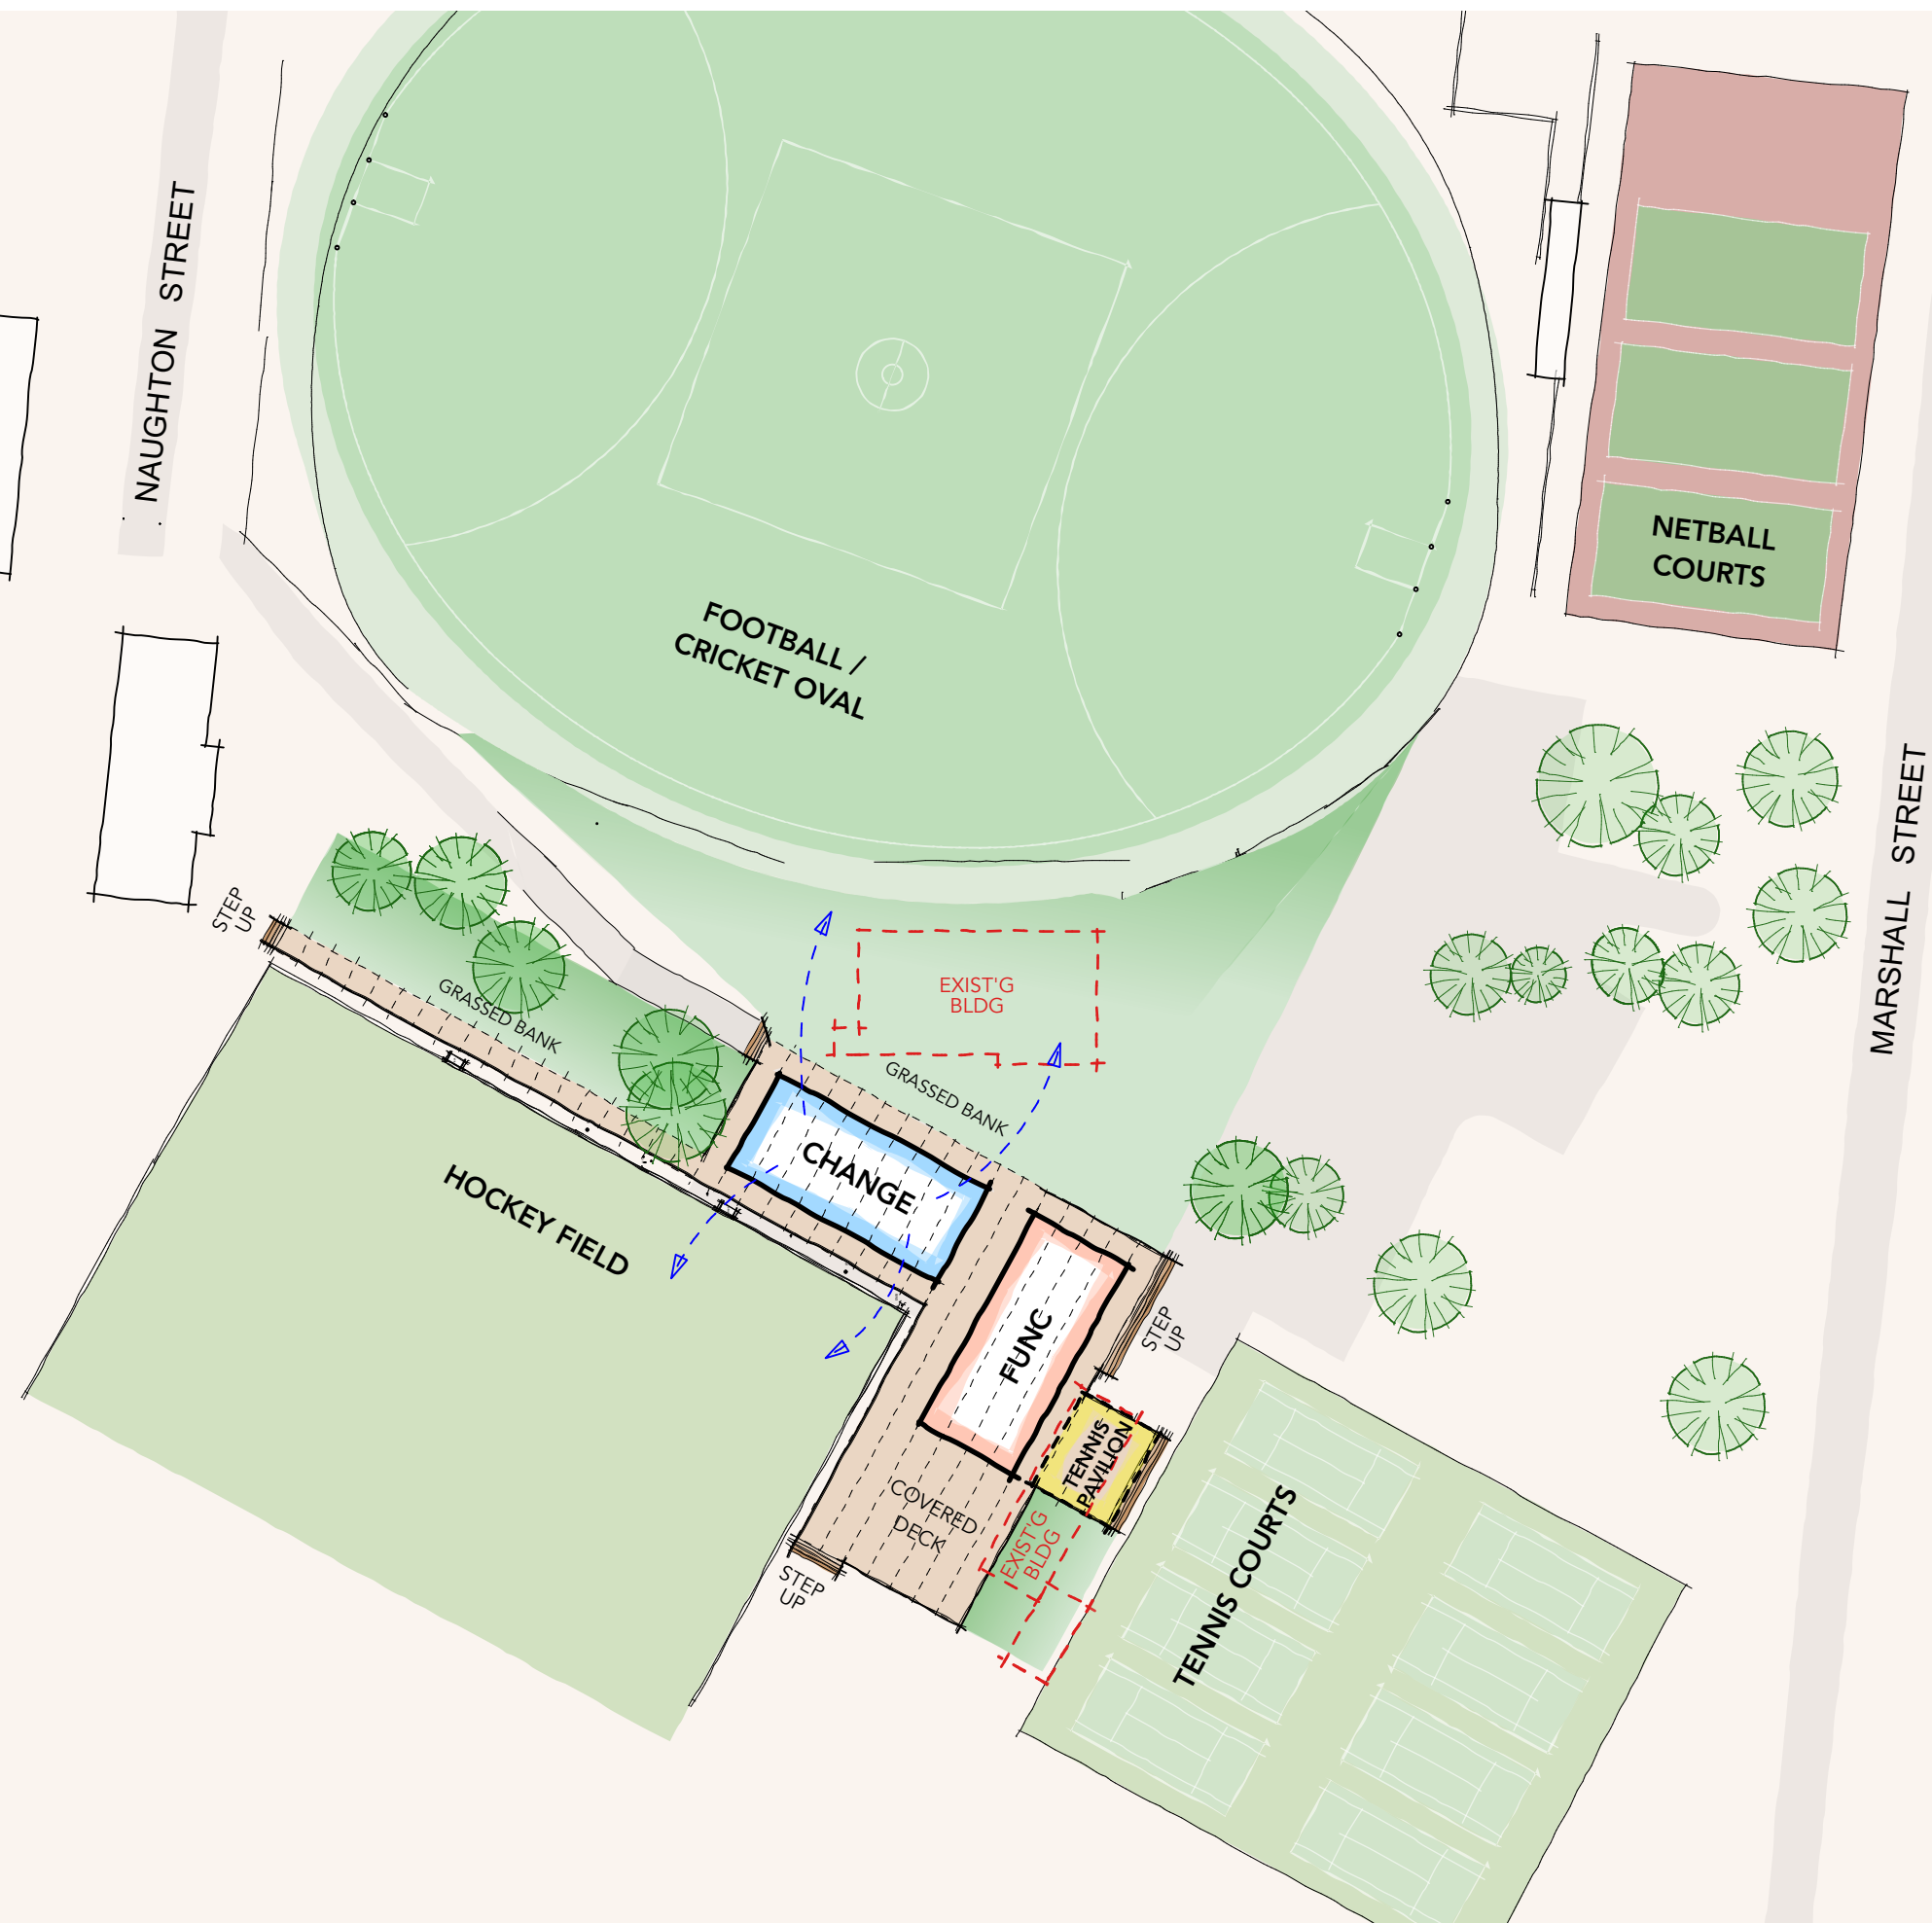 NAUGHTON STREET
NETBALL
COURTS
FOOTBALL /
CRICKET OVAL
MARSHALL STREET
STEP
UP
GRASSED BANK
EXIST'G
BLDG
GRASSED BANK
CHANGE
HOCKEY FIELD
FUNC
STEP
UP
TENNIS
PAVILION
COVERED
DECK
EXIST'G
BLDG
STEP
UP
TENNIS COURTS